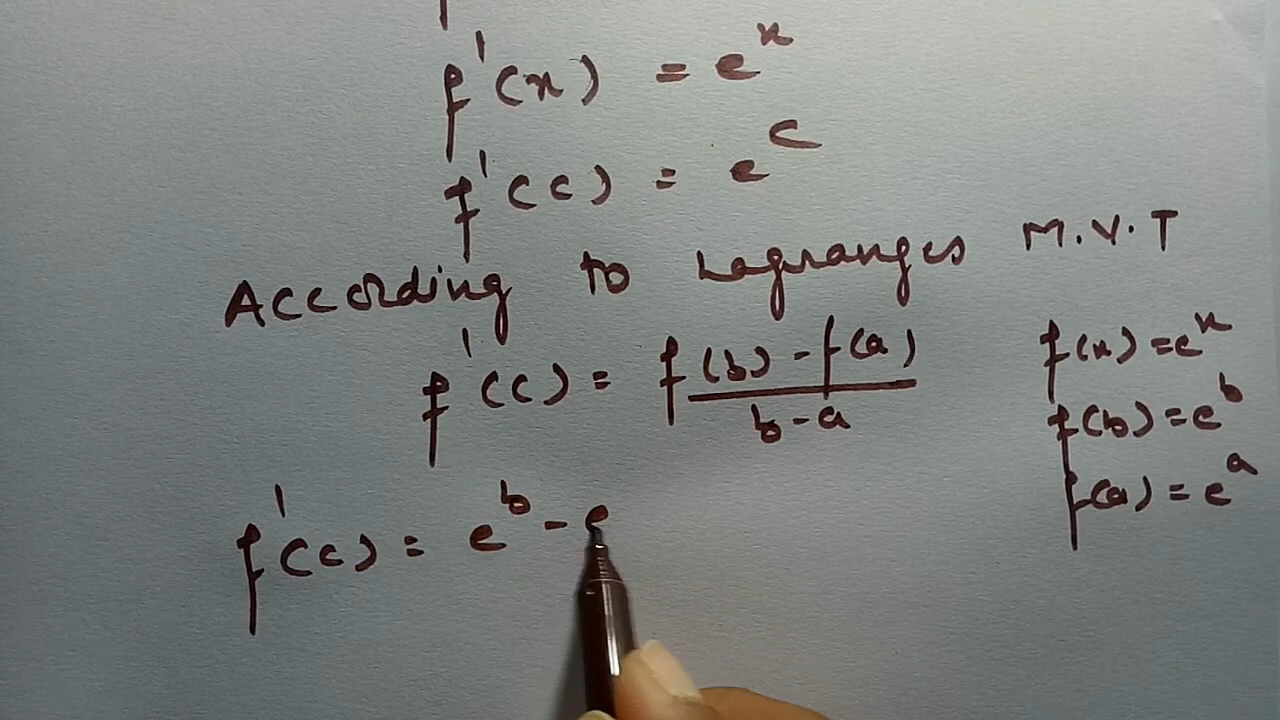 f'(x) = e^x
f'(c) = e^c
According to Lagranges M.V.T
f'(c) = f(b) - f(a) / b - a
f(x) = e^x
f(b) = e^b
f(a) = e^a
f'(c) = e^b - e